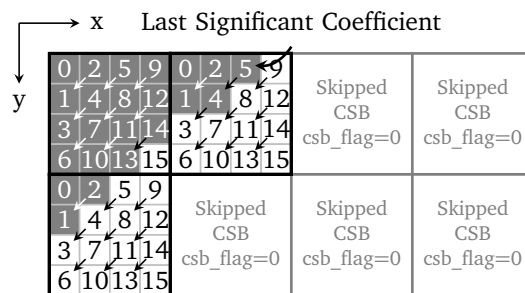 x Last Significant Coefficient
y
0 2 5 9 0 2 5 9
1 4 8 12 1 4 8 12
3 7 11 14 3 7 11 14
6 10 13 15 6 10 13 15
Skipped
CSB
csb_flag=0
Skipped
CSB
csb_flag=0
0 2 5 9
1 4 8 12
3 7 11 14
6 10 13 15
Skipped
CSB
csb_flag=0
Skipped
CSB
csb_flag=0
Skipped
CSB
csb_flag=0